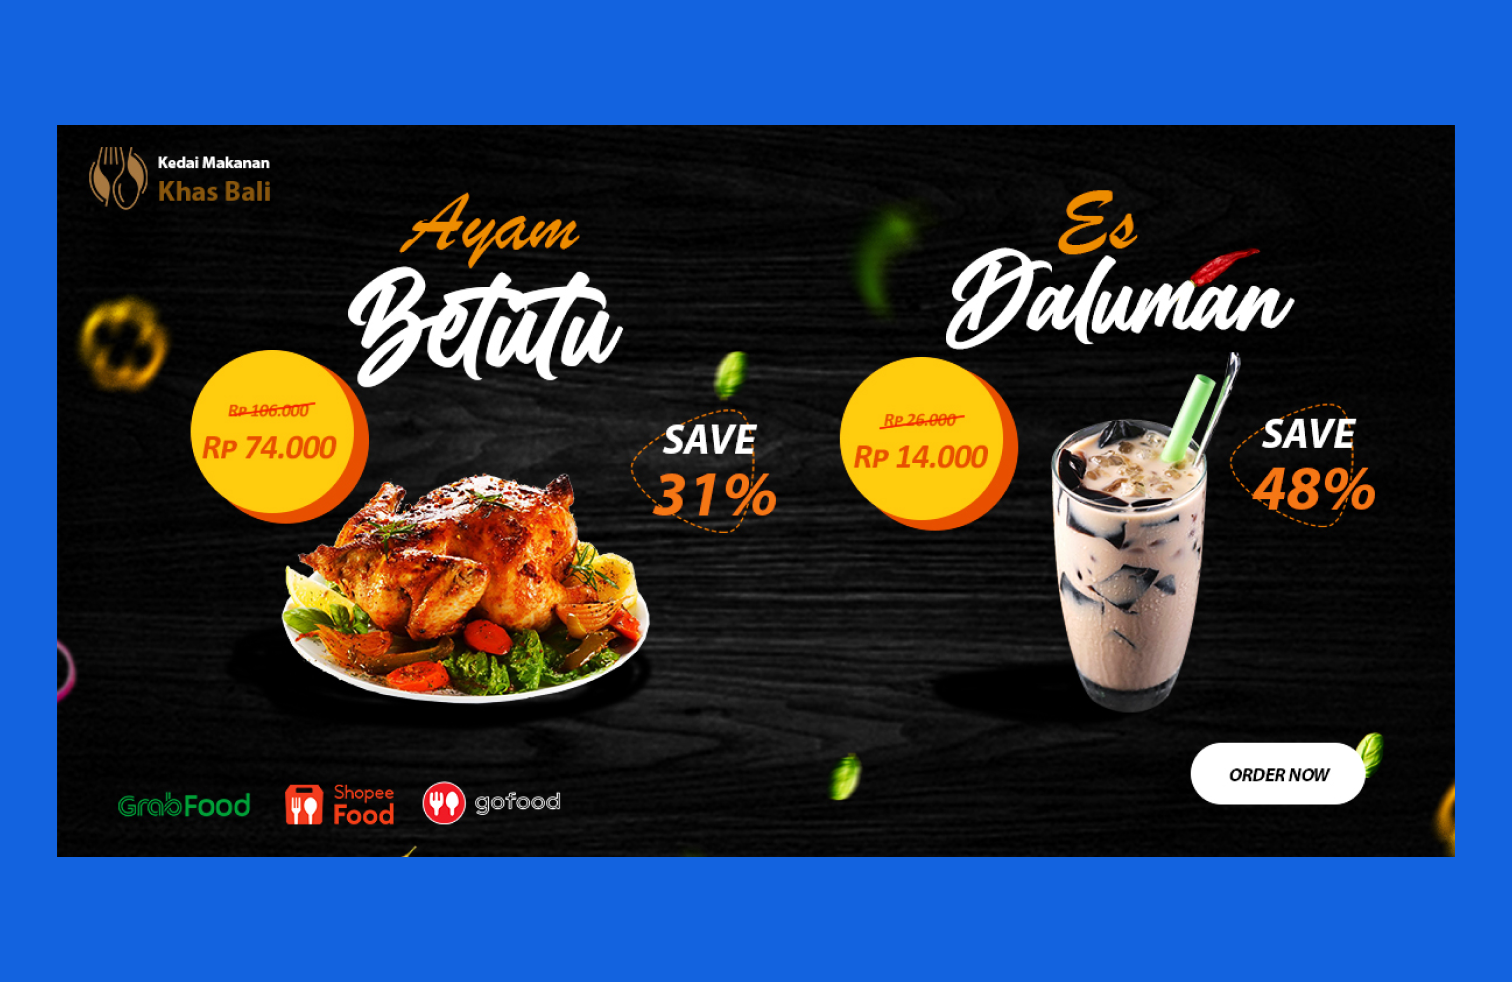 Kedai Makanan
Khas Bali
Ayam
Betutu
Rp 106.000
Rp 74.000
SAVE
31%
Es
Daluman
Rp 26.000
Rp 14.000
SAVE
48%
GrabFood
Shopee
Food
gofood
ORDER NOW